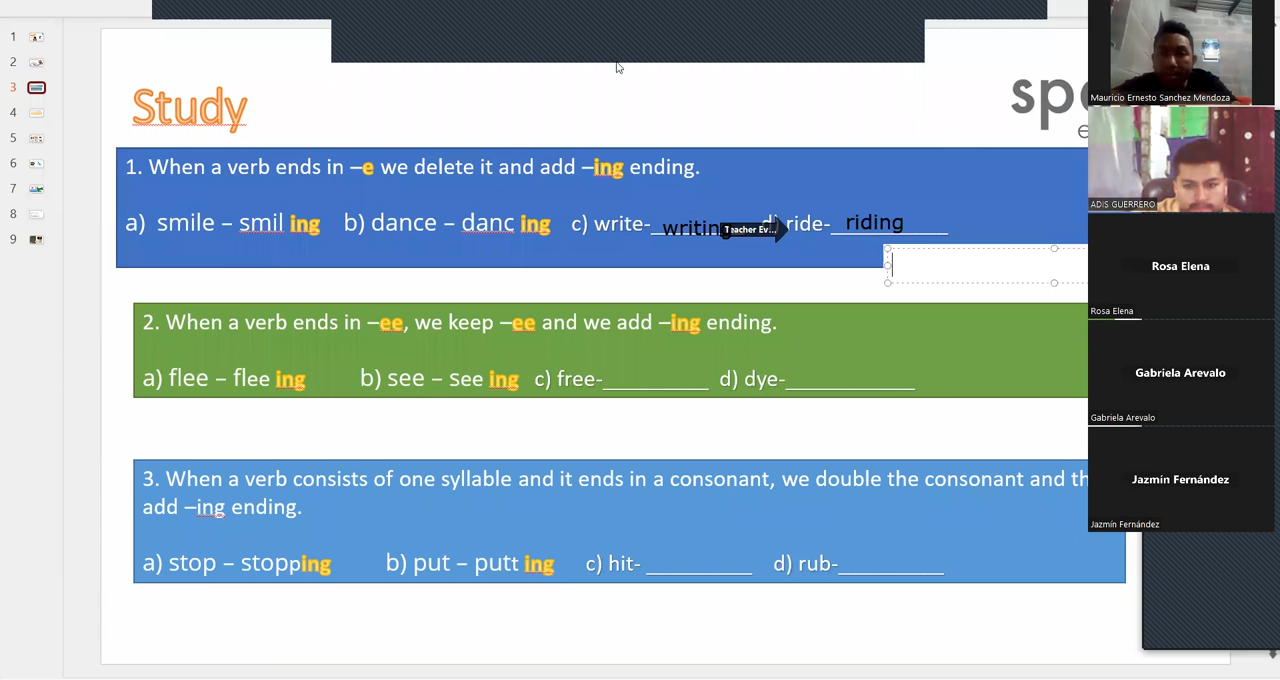 1
2
3
4
5
6
7
8
9
Study
1. When a verb ends in –e we delete it and add –ing ending.
a) smile – smil ing b) dance – danc ing c) write-__________ d) ride-__________
writing
Teacher Ev...
riding
2. When a verb ends in –ee, we keep –ee and we add –ing ending.
a) flee – flee ing b) see – see ing c) free-__________ d) dye-____________
3. When a verb consists of one syllable and it ends in a consonant, we double the consonant and
add –ing ending.
a) stop – stopping b) put – putt ing c) hit- __________ d) rub-__________
Mauricio Ernesto Sanchez Mendoza
ADIS GUERRERO
Rosa Elena
Rosa Elena
Gabriela Arevalo
Gabriela Arevalo
Jazmín Fernández
Jazmín Fernández